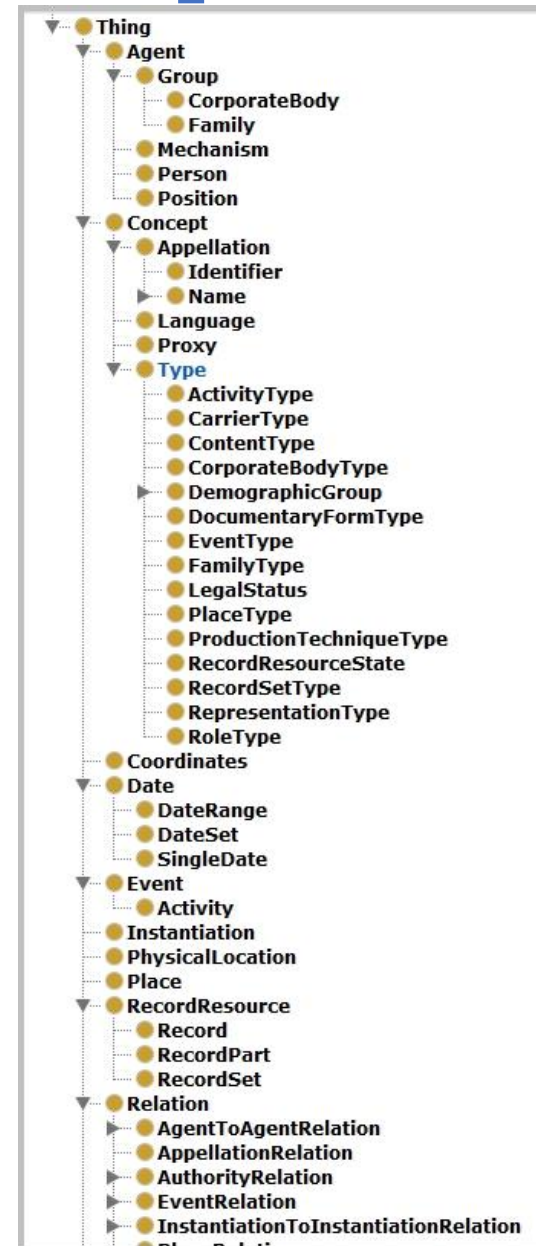 Thing
Agent
Group
CorporateBody
Family
Mechanism
Person
Position
Concept
Appellation
Identifier
Name
Language
Proxy
Type
ActivityType
CarrierType
ContentType
CorporateBodyType
DemographicGroup
DocumentaryFormType
EventType
FamilyType
LegalStatus
PlaceType
ProductionTechniqueType
RecordResourceState
RecordSetType
RepresentationType
RoleType
Coordinates
Date
DateRange
DateSet
SingleDate
Event
Activity
Instantiation
PhysicalLocation
Place
RecordResource
Record
RecordPart
RecordSet
Relation
AgentToAgentRelation
AppellationRelation
AuthorityRelation
EventRelation
InstantiationToInstantiationRelation